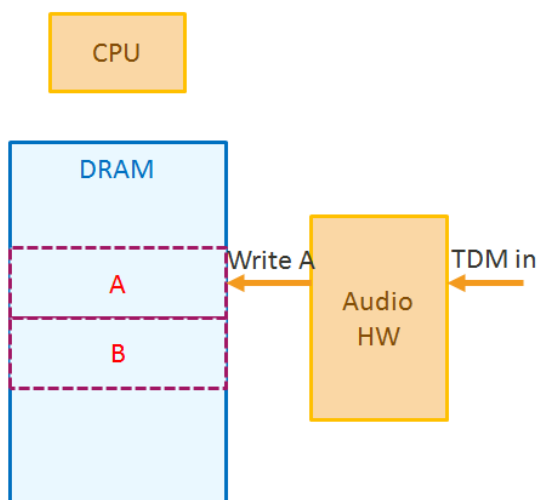 CPU
DRAM
A
B
Write A
Audio
HW
TDM in